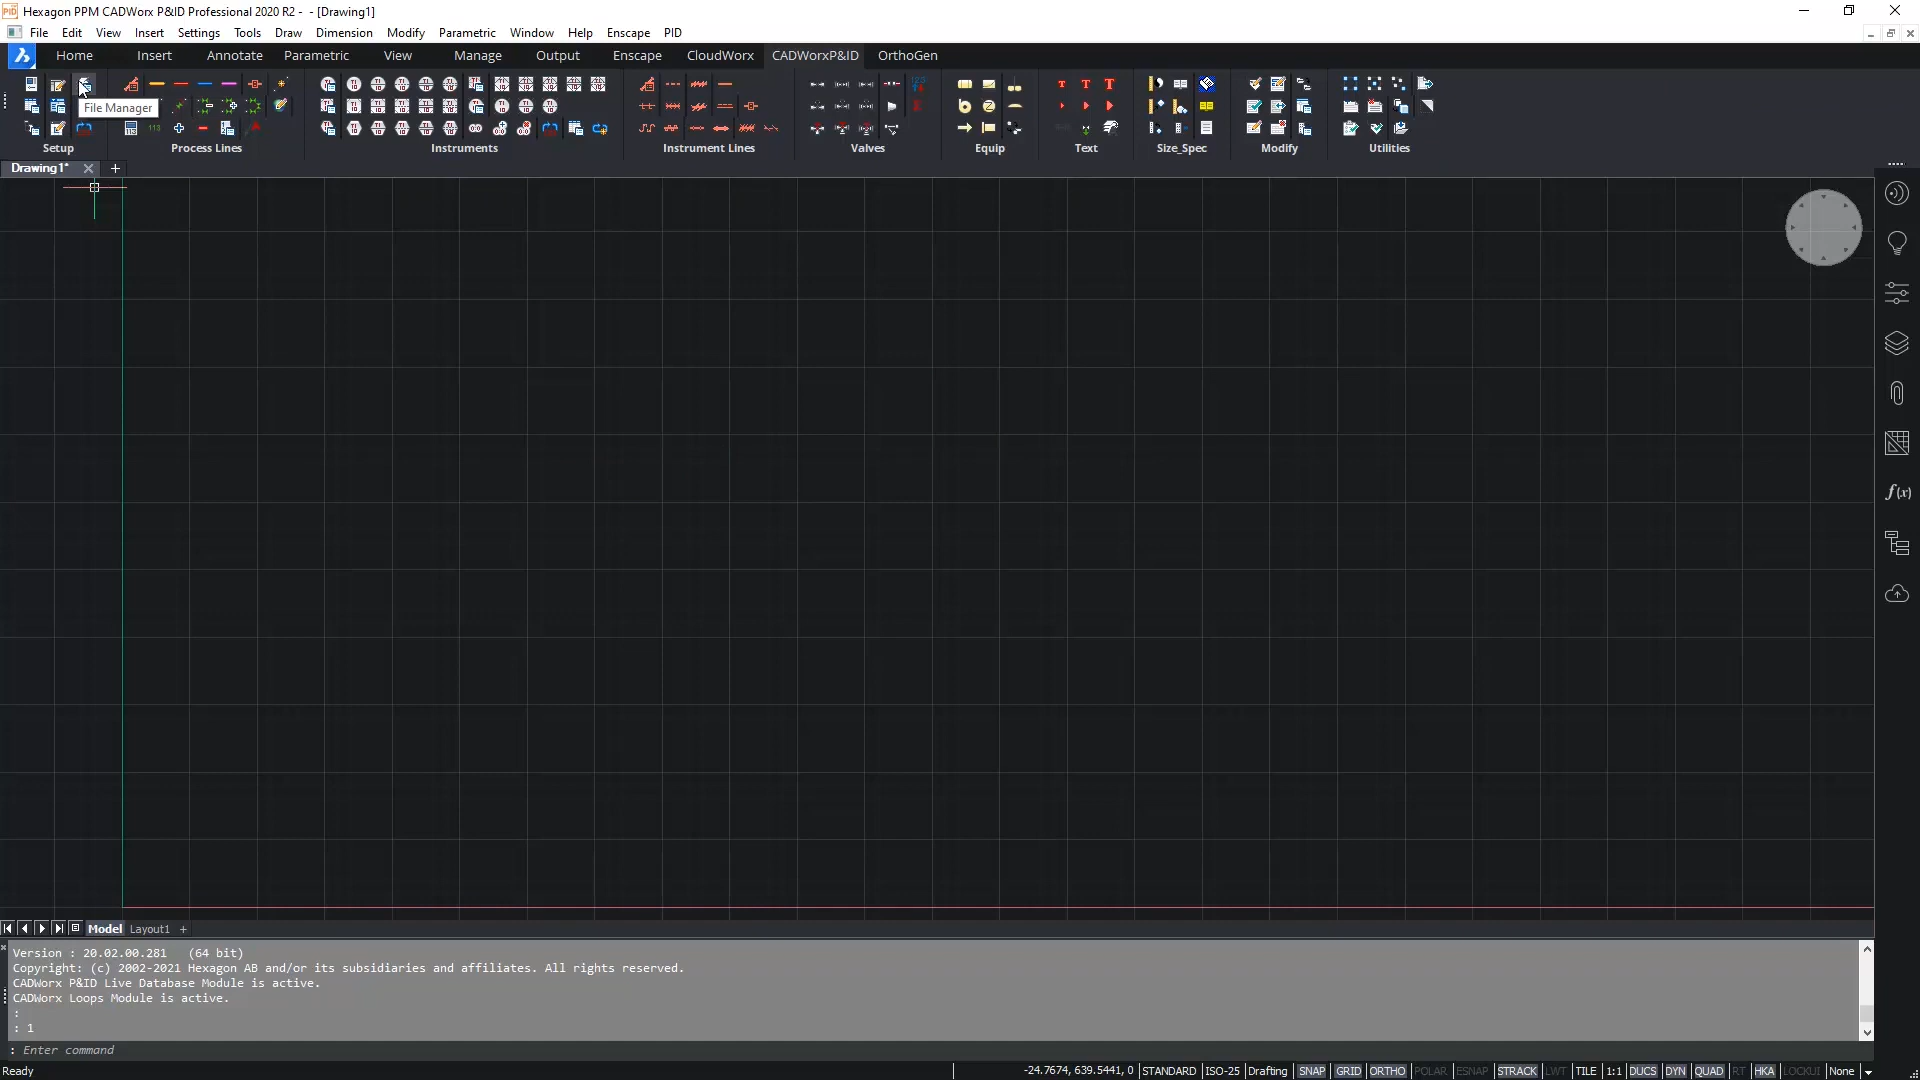 Hexagon PPM CADWorx P&ID Professional 2020 R2 - - [Drawing1]
File Edit View Insert Settings Tools Draw Dimension Modify Parametric Window Help Enscape PID
Home Insert Annotate Parametric View Manage Output Enscape CloudWorx CADWorxP&ID OrthoGen
File Manager
Setup Process Lines Instruments Instrument Lines Valves Equip Text Size_Spec Modify Utilities
Drawing1*
Model Layout1 +
Version : 20.02.00.281 (64 bit)
Copyright: (c) 2002-2021 Hexagon AB and/or its subsidiaries and affiliates. All rights reserved.
CADWorx P&ID Live Database Module is active.
CADWorx Loops Module is active.
:
: 1
: Enter command
Ready -24.7674, 639.5441, 0 STANDARD ISO-25 Drafting SNAP GRID ORTHO POLAR ESNAP STRACK LWT TILE 1:1 DUCS DYN QUAD RT HKA LOCKUI None